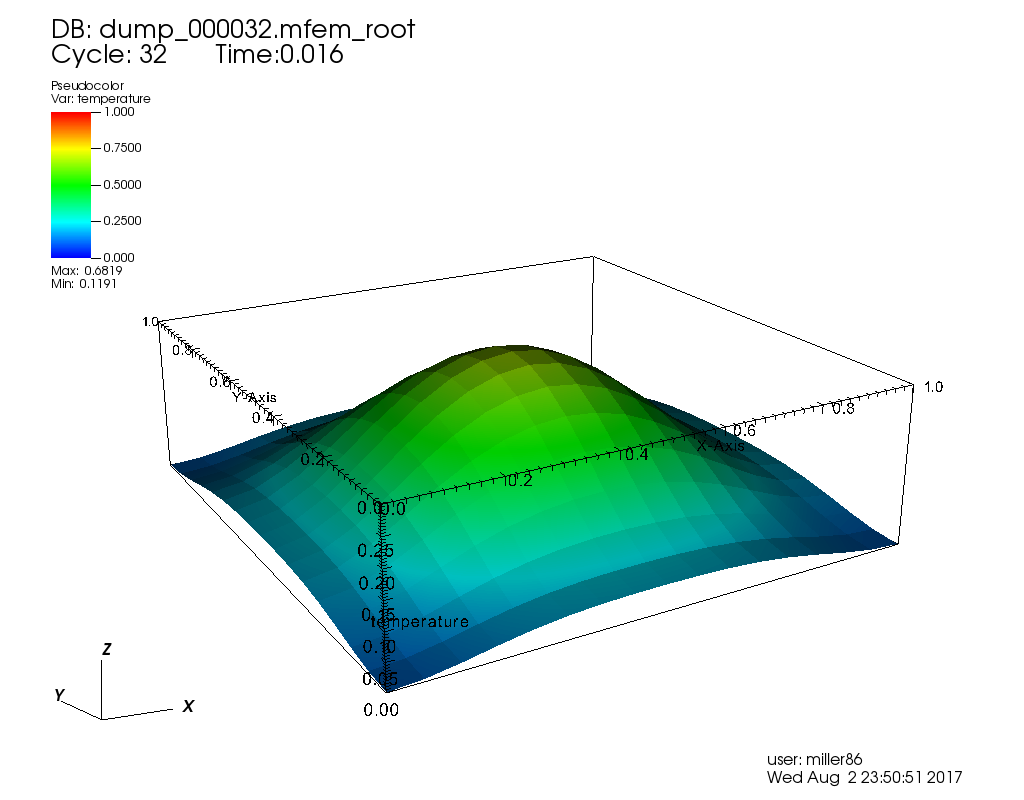 DB: dump_000032.mfem_root
Cycle: 32 Time:0.016
Pseudocolor
Var: temperature
1.000
0.7500
0.5000
0.2500
0.000
Max: 0.6819
Min: 0.1191
1.0
0.8
0.6
Y-Axis
0.4
0.2
0.0
0.0
0.2
0.4
X-Axis
0.6
0.8
1.0
0.25
0.20
0.15
temperature
0.10
0.05
0.00
Z
Y
X
user: miller86
Wed Aug 2 23:50:51 2017